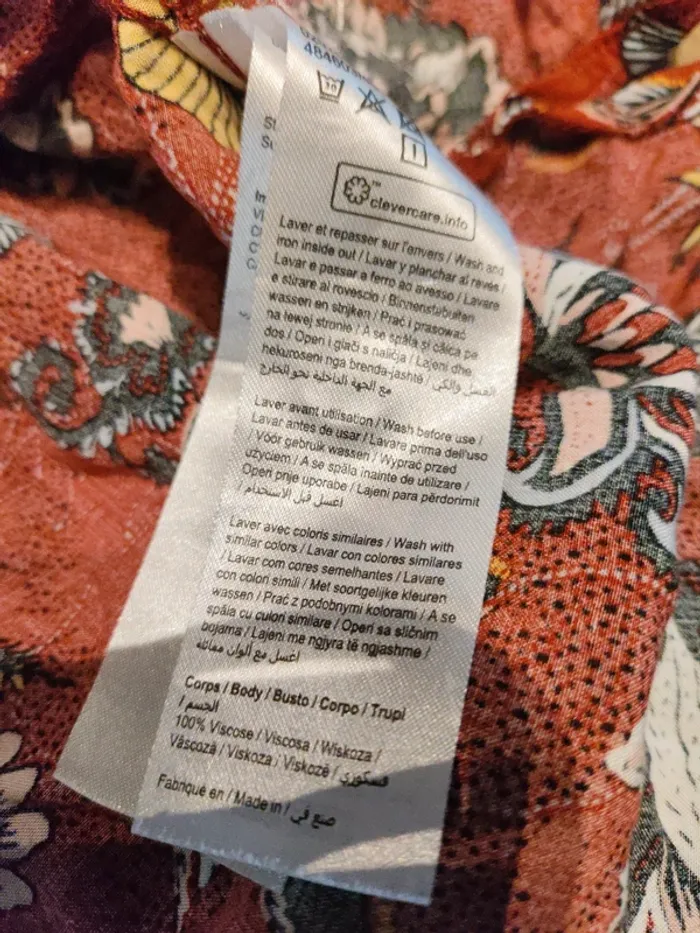 30
TM
clevercare.info
Laver et repasser sur l'envers / Wash and
iron inside out / Lavar y planchar al revés /
Lavar e passar a ferro ao avesso / Lavare
e stirare al rovescio / Binnenstebuiten
wassen en strijken / Prać i prasować
na lewej stronie / A se spăla și călca pe
dos / Operi i glači s naličja / Lajeni dhe
hekuroseni nga brenda-jashtë / الغسل والكي
مع الجهة الداخلية نحو الخارج
Laver avant utilisation / Wash before use /
Lavar antes de usar / Lavare prima dell'uso
/ Vóór gebruik wassen / Wyprać przed
użyciem / A se spăla înainte de utilizare /
Operi prije uporabe / Lajeni para përdorimit
/ اغسل قبل الاستخدام
Laver avec coloris similaires / Wash with
similar colors / Lavar con colores similares
/ Lavar com cores semelhantes / Lavare
con colori simili / Met soortgelijke kleuren
wassen / Prać z podobnymi kolorami / A se
spăla cu culori similare / Operi sa sličnim
bojama / Lajeni me ngjyra të ngjashme /
اغسل مع ألوان مماثلة
Corps / Body / Busto / Corpo / Trupi
/ الجسم
100% Viscose / Viscosa / Wiskoza /
Vâscoză / Viskoza / Viskozë / فسكوزي
Fabriqué en / Made in / صنع في